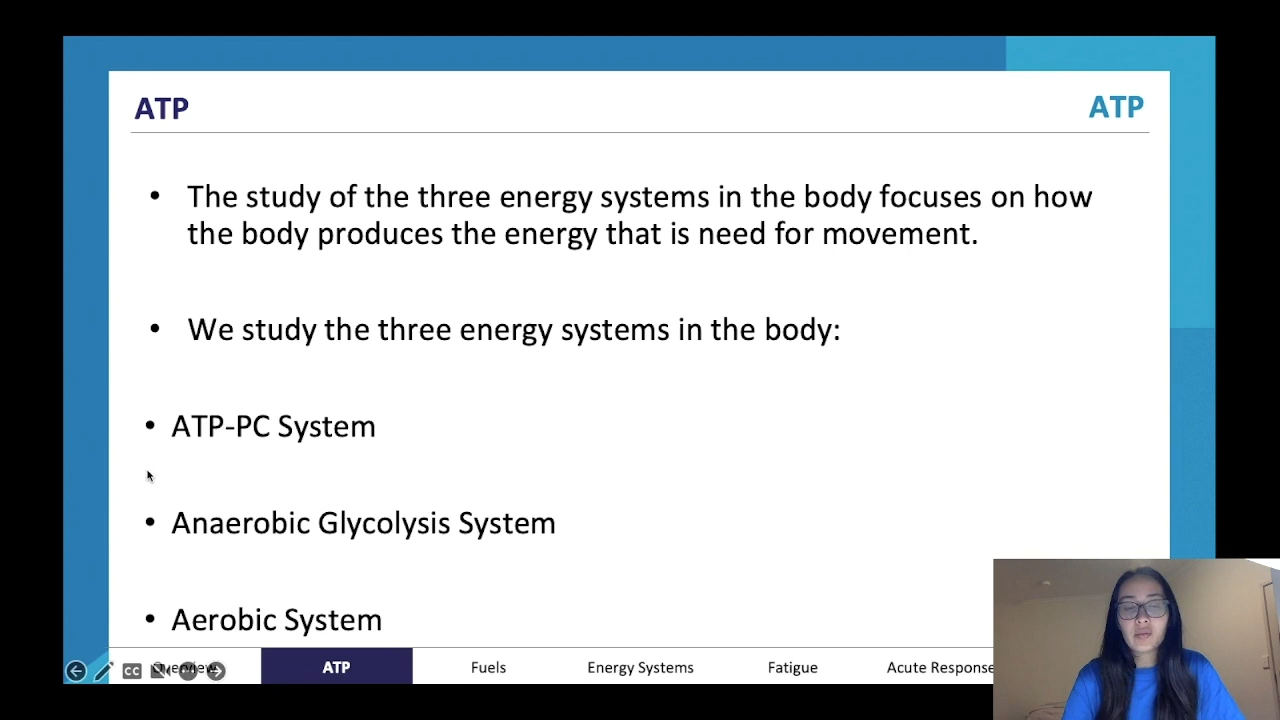 ATP
ATP
• The study of the three energy systems in the body focuses on how
the body produces the energy that is need for movement.
• We study the three energy systems in the body:
• ATP-PC System
• Anaerobic Glycolysis System
• Aerobic System
CC
Overview
ATP
Fuels
Energy Systems
Fatigue
Acute Response